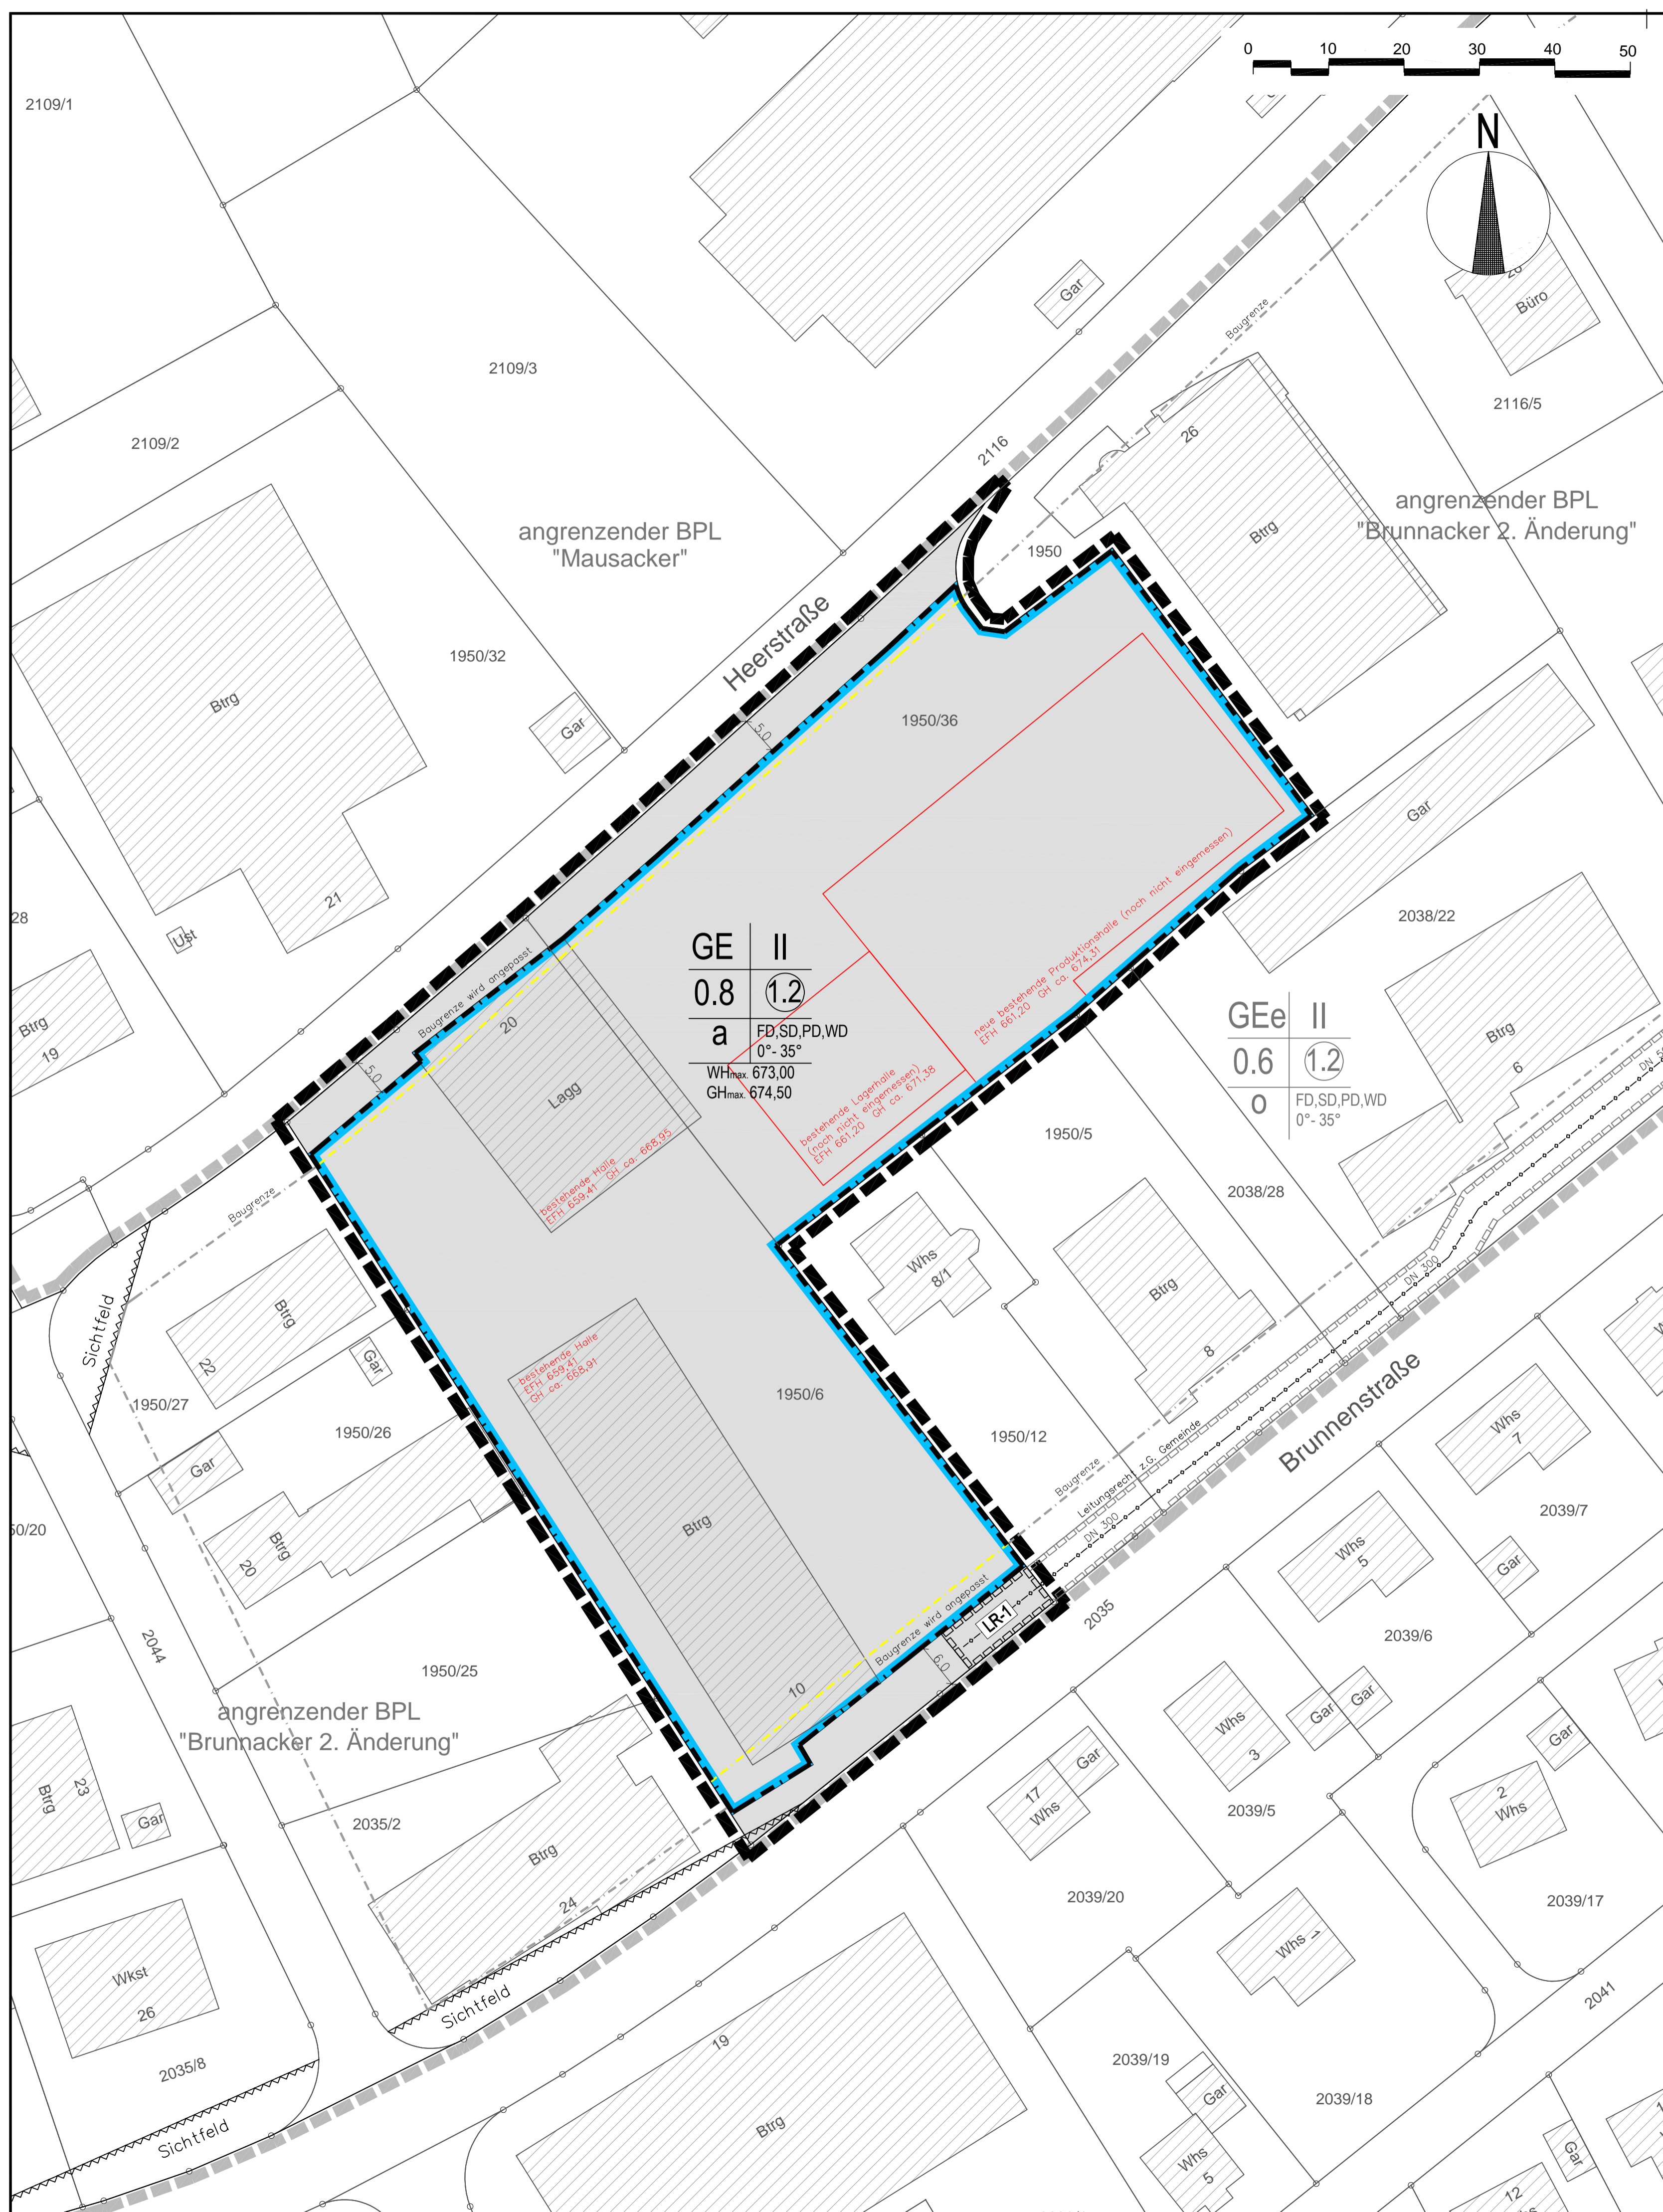 0 10 20 30 40 50
N
2109/1
Gar
Büro
Baugrenze
2109/3
2109/2
2116/5
2116
26
angrenzender BPL
"Mausacker"
angrenzender BPL
"Brunnacker 2. Änderung"
Btrg
1950
Heerstraße
1950/32
Btrg
Gar
1950/36
5.0
21
Ust
28
Btrg
19
Gar
2038/22
Baugrenze wird angepasst
20
Lagg
5.0
GE II
0.8 1.2
a FD,SD,PD,WD
0°- 35°
WHmax. 673,00
GHmax. 674,50
neue bestehende Produktionshalle (noch nicht eingemessen)
EFH 661,20 GH ca. 674,31
bestehende Lagerhalle
(noch nicht eingemessen)
EFH 661,20 GH ca. 671,38
bestehende Halle
EFH 659,41 GH ca. 668,95
GEe II
0.6 1.2
o FD,SD,PD,WD
0°- 35°
Btrg
6
1950/5
2038/28
Baugrenze
Sichtfeld
Btrg
22
Gar
Whs
8/1
Btrg
8
DN 300
bestehende Halle
EFH 659,41
GH ca. 668,91
1950/27
1950/26
1950/6
1950/12
Brunnenstraße
Whs
7
Gar
Btrg
20
Btrg
Baugrenze
Leitungsrech z.G. Gemeinde
DN 300
2039/7
Whs
5
Gar
2035
2039/6
LR-1
Baugrenze wird angepasst
6.0
2044
1950/25
10
angrenzender BPL
"Brunnacker 2. Änderung"
Btrg
23
Gar
2035/2
Btrg
24
Whs
3
Gar
Gar
Gar
17
Whs
Gar
2
Whs
2039/5
2039/20
2039/17
Wkst
26
Sichtfeld
Whs 1
2035/8
Sichtfeld
19
Btrg
2041
2039/19
Gar
2039/18
Whs
5
Gar
12